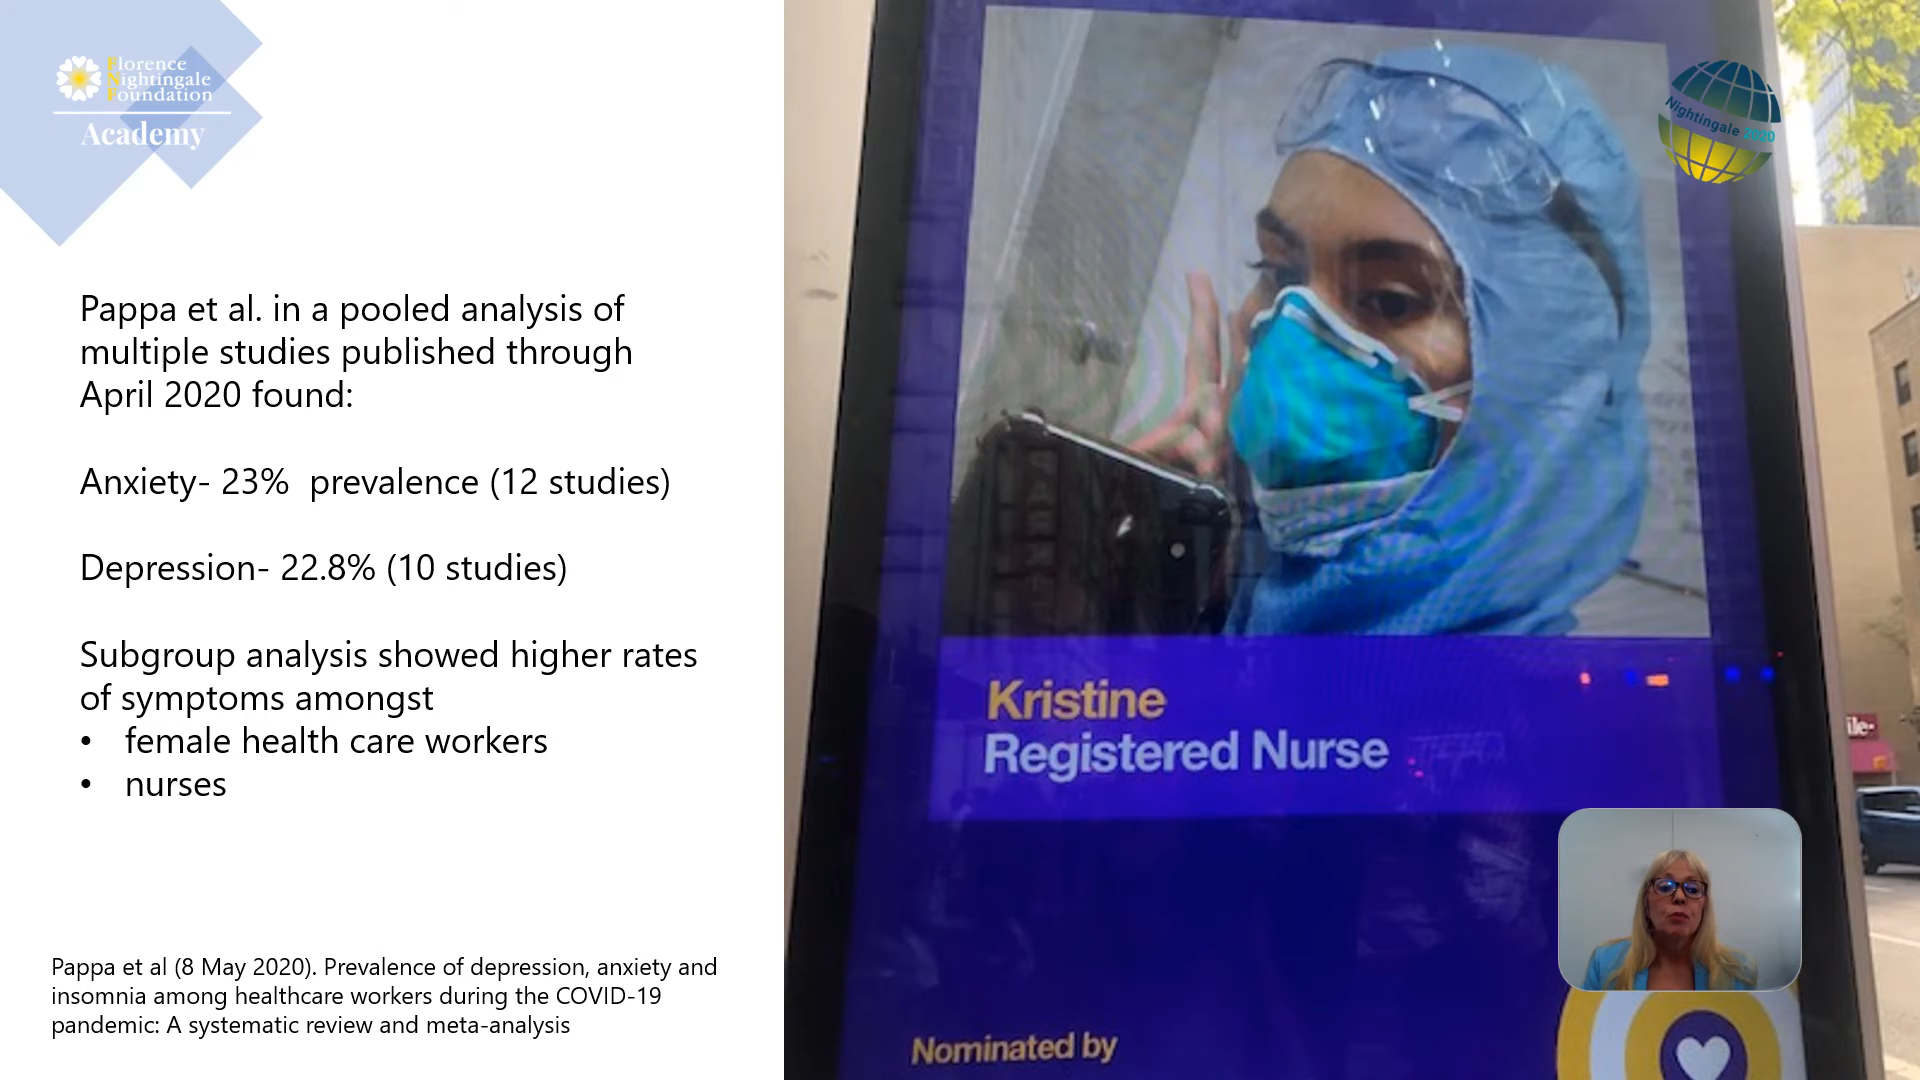 Florence
Nightingale
Foundation
Academy
Pappa et al. in a pooled analysis of
multiple studies published through
April 2020 found:
Anxiety- 23%  prevalence (12 studies)
Depression- 22.8% (10 studies)
Subgroup analysis showed higher rates
of symptoms amongst
• female health care workers
• nurses
Pappa et al (8 May 2020). Prevalence of depression, anxiety and
insomnia among healthcare workers during the COVID-19
pandemic: A systematic review and meta-analysis
Nightingale 2020
Kristine
Registered Nurse
Nominated by